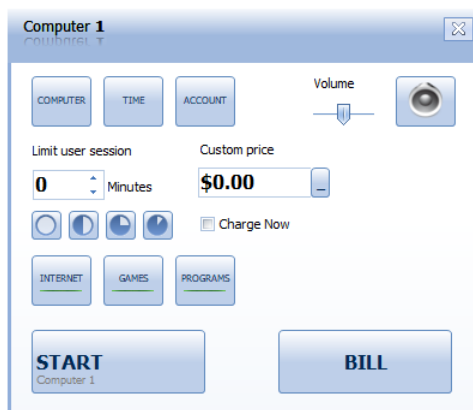 Computer 1
COMPUTER TIME ACCOUNT
Volume
Limit user session
Custom price
0 Minutes
$0.00
_
Charge Now
INTERNET GAMES PROGRAMS
START
Computer 1
BILL